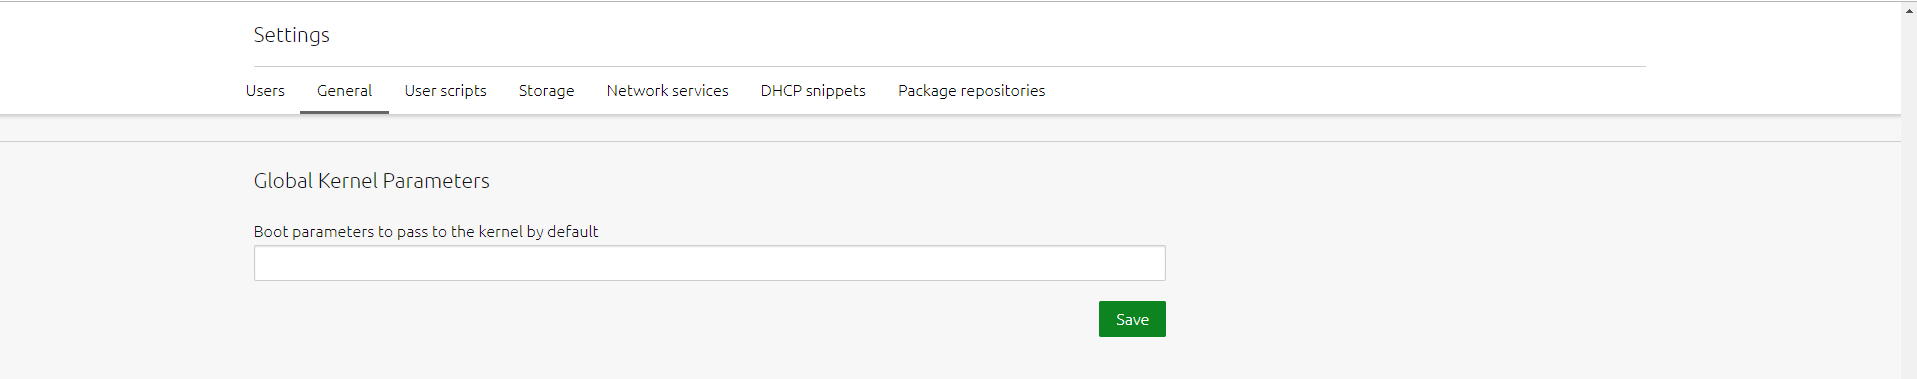 Settings
Users General User scripts Storage Network services DHCP snippets Package repositories
Global Kernel Parameters
Boot parameters to pass to the kernel by default
Save